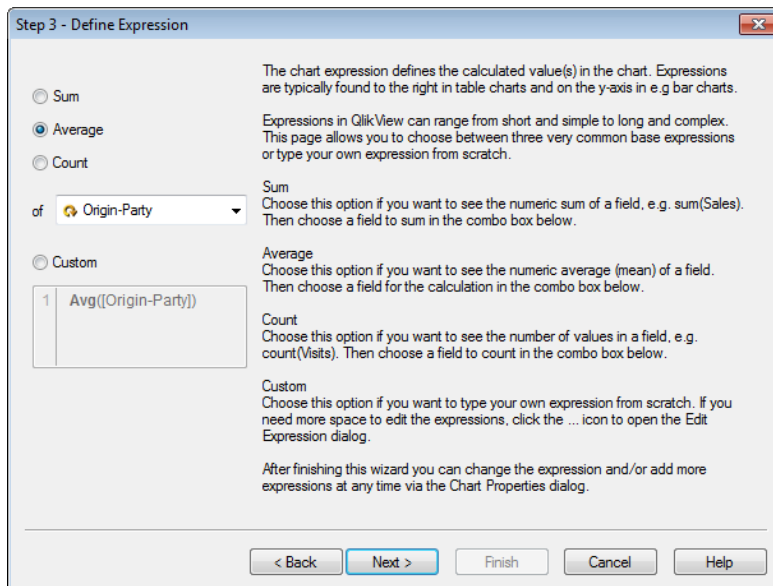 Step 3 - Define Expression
Sum
Average
Count
of Origin-Party
Custom
1 Avg([Origin-Party])
The chart expression defines the calculated value(s) in the chart. Expressions
are typically found to the right in table charts and on the y-axis in e.g bar charts.
Expressions in QlikView can range from short and simple to long and complex.
This page allows you to choose between three very common base expressions
or type your own expression from scratch.
Sum
Choose this option if you want to see the numeric sum of a field, e.g. sum(Sales).
Then choose a field to sum in the combo box below.
Average
Choose this option if you want to see the numeric average (mean) of a field.
Then choose a field for the calculation in the combo box below.
Count
Choose this option if you want to see the number of values in a field, e.g.
count(Visits). Then choose a field to count in the combo box below.
Custom
Choose this option if you want to type your own expression from scratch. If you
need more space to edit the expressions, click the ... icon to open the Edit
Expression dialog.
After finishing this wizard you can change the expression and/or add more
expressions at any time via the Chart Properties dialog.
< Back Next > Finish Cancel Help